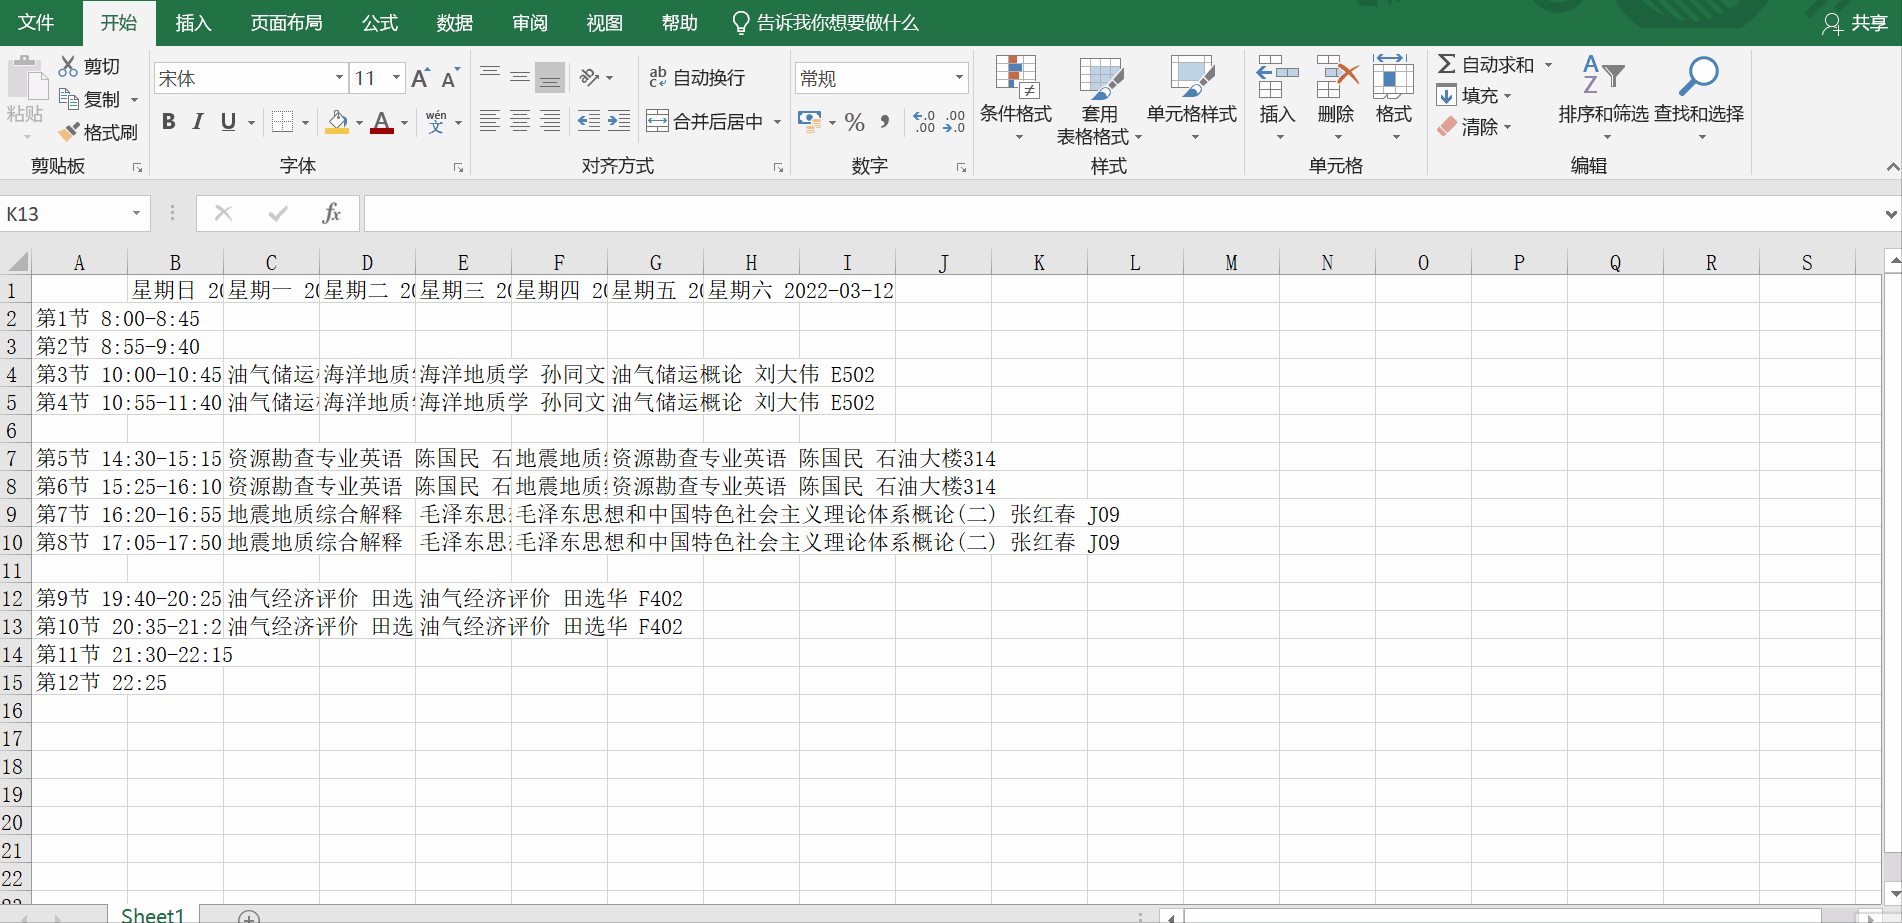 文件 开始 插入 页面布局 公式 数据 审阅 视图 帮助 告诉我你想要做什么 共享
剪切 宋体 11 A A ab c 自动换行 常规 自动求和
粘贴 复制 条件格式 套用 表格格式 单元格样式 插入 删除 格式 填充 排序和筛选 查找和选择
格式刷 B I U A wén 文 合并后居中 % , .0 .00 .00 .0 清除
剪贴板 字体 对齐方式 数字 样式 单元格 编辑
K13 fx
A B C D E F G H I J K L M N O P Q R S
1 星期日 20 星期一 20 星期二 20 星期三 20 星期四 20 星期五 20 星期六 2022-03-12
2 第1节 8:00-8:45
3 第2节 8:55-9:40
4 第3节 10:00-10:45 油气储运 海洋地质 海洋地质学 孙同文 油气储运概论 刘大伟 E502
5 第4节 10:55-11:40 油气储运 海洋地质 海洋地质学 孙同文 油气储运概论 刘大伟 E502
6
7 第5节 14:30-15:15 资源勘查专业英语 陈国民 石 地震地质 资源勘查专业英语 陈国民 石油大楼314
8 第6节 15:25-16:10 资源勘查专业英语 陈国民 石 地震地质 资源勘查专业英语 陈国民 石油大楼314
9 第7节 16:20-16:55 地震地质综合解释 毛泽东思 毛泽东思想和中国特色社会主义理论体系概论(二) 张红春 J09
10 第8节 17:05-17:50 地震地质综合解释 毛泽东思 毛泽东思想和中国特色社会主义理论体系概论(二) 张红春 J09
11
12 第9节 19:40-20:25 油气经济评价 田选 油气经济评价 田选华 F402
13 第10节 20:35-21:2 油气经济评价 田选 油气经济评价 田选华 F402
14 第11节 21:30-22:15
15 第12节 22:25
16
17
18
19
20
21
22
Sheet1